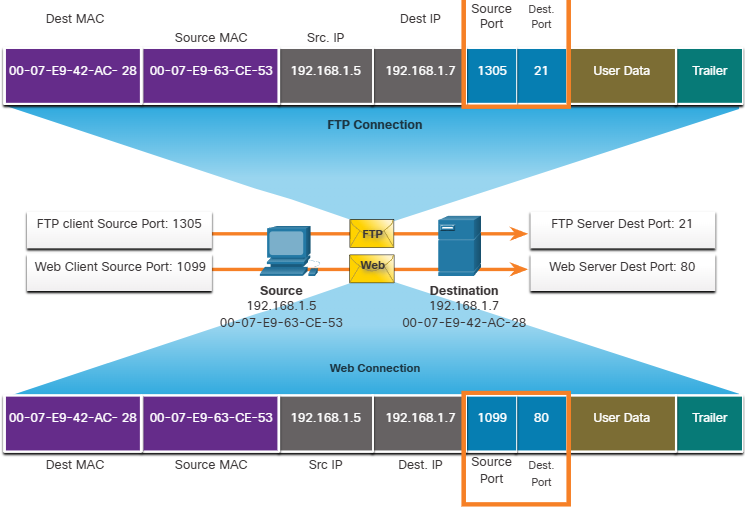 Dest MAC
Source MAC
Src. IP
Dest IP
Source
Port
Dest.
Port
00-07-E9-42-AC- 28
00-07-E9-63-CE-53
192.168.1.5
192.168.1.7
1305
21
User Data
Trailer
FTP Connection
FTP client Source Port: 1305
FTP
FTP Server Dest Port: 21
Web Client Source Port: 1099
Web
Web Server Dest Port: 80
Source
192.168.1.5
00-07-E9-63-CE-53
Destination
192.168.1.7
00-07-E9-42-AC-28
Web Connection
00-07-E9-42-AC- 28
00-07-E9-63-CE-53
192.168.1.5
192.168.1.7
1099
80
User Data
Trailer
Dest MAC
Source MAC
Src IP
Dest. IP
Source
Port
Dest.
Port